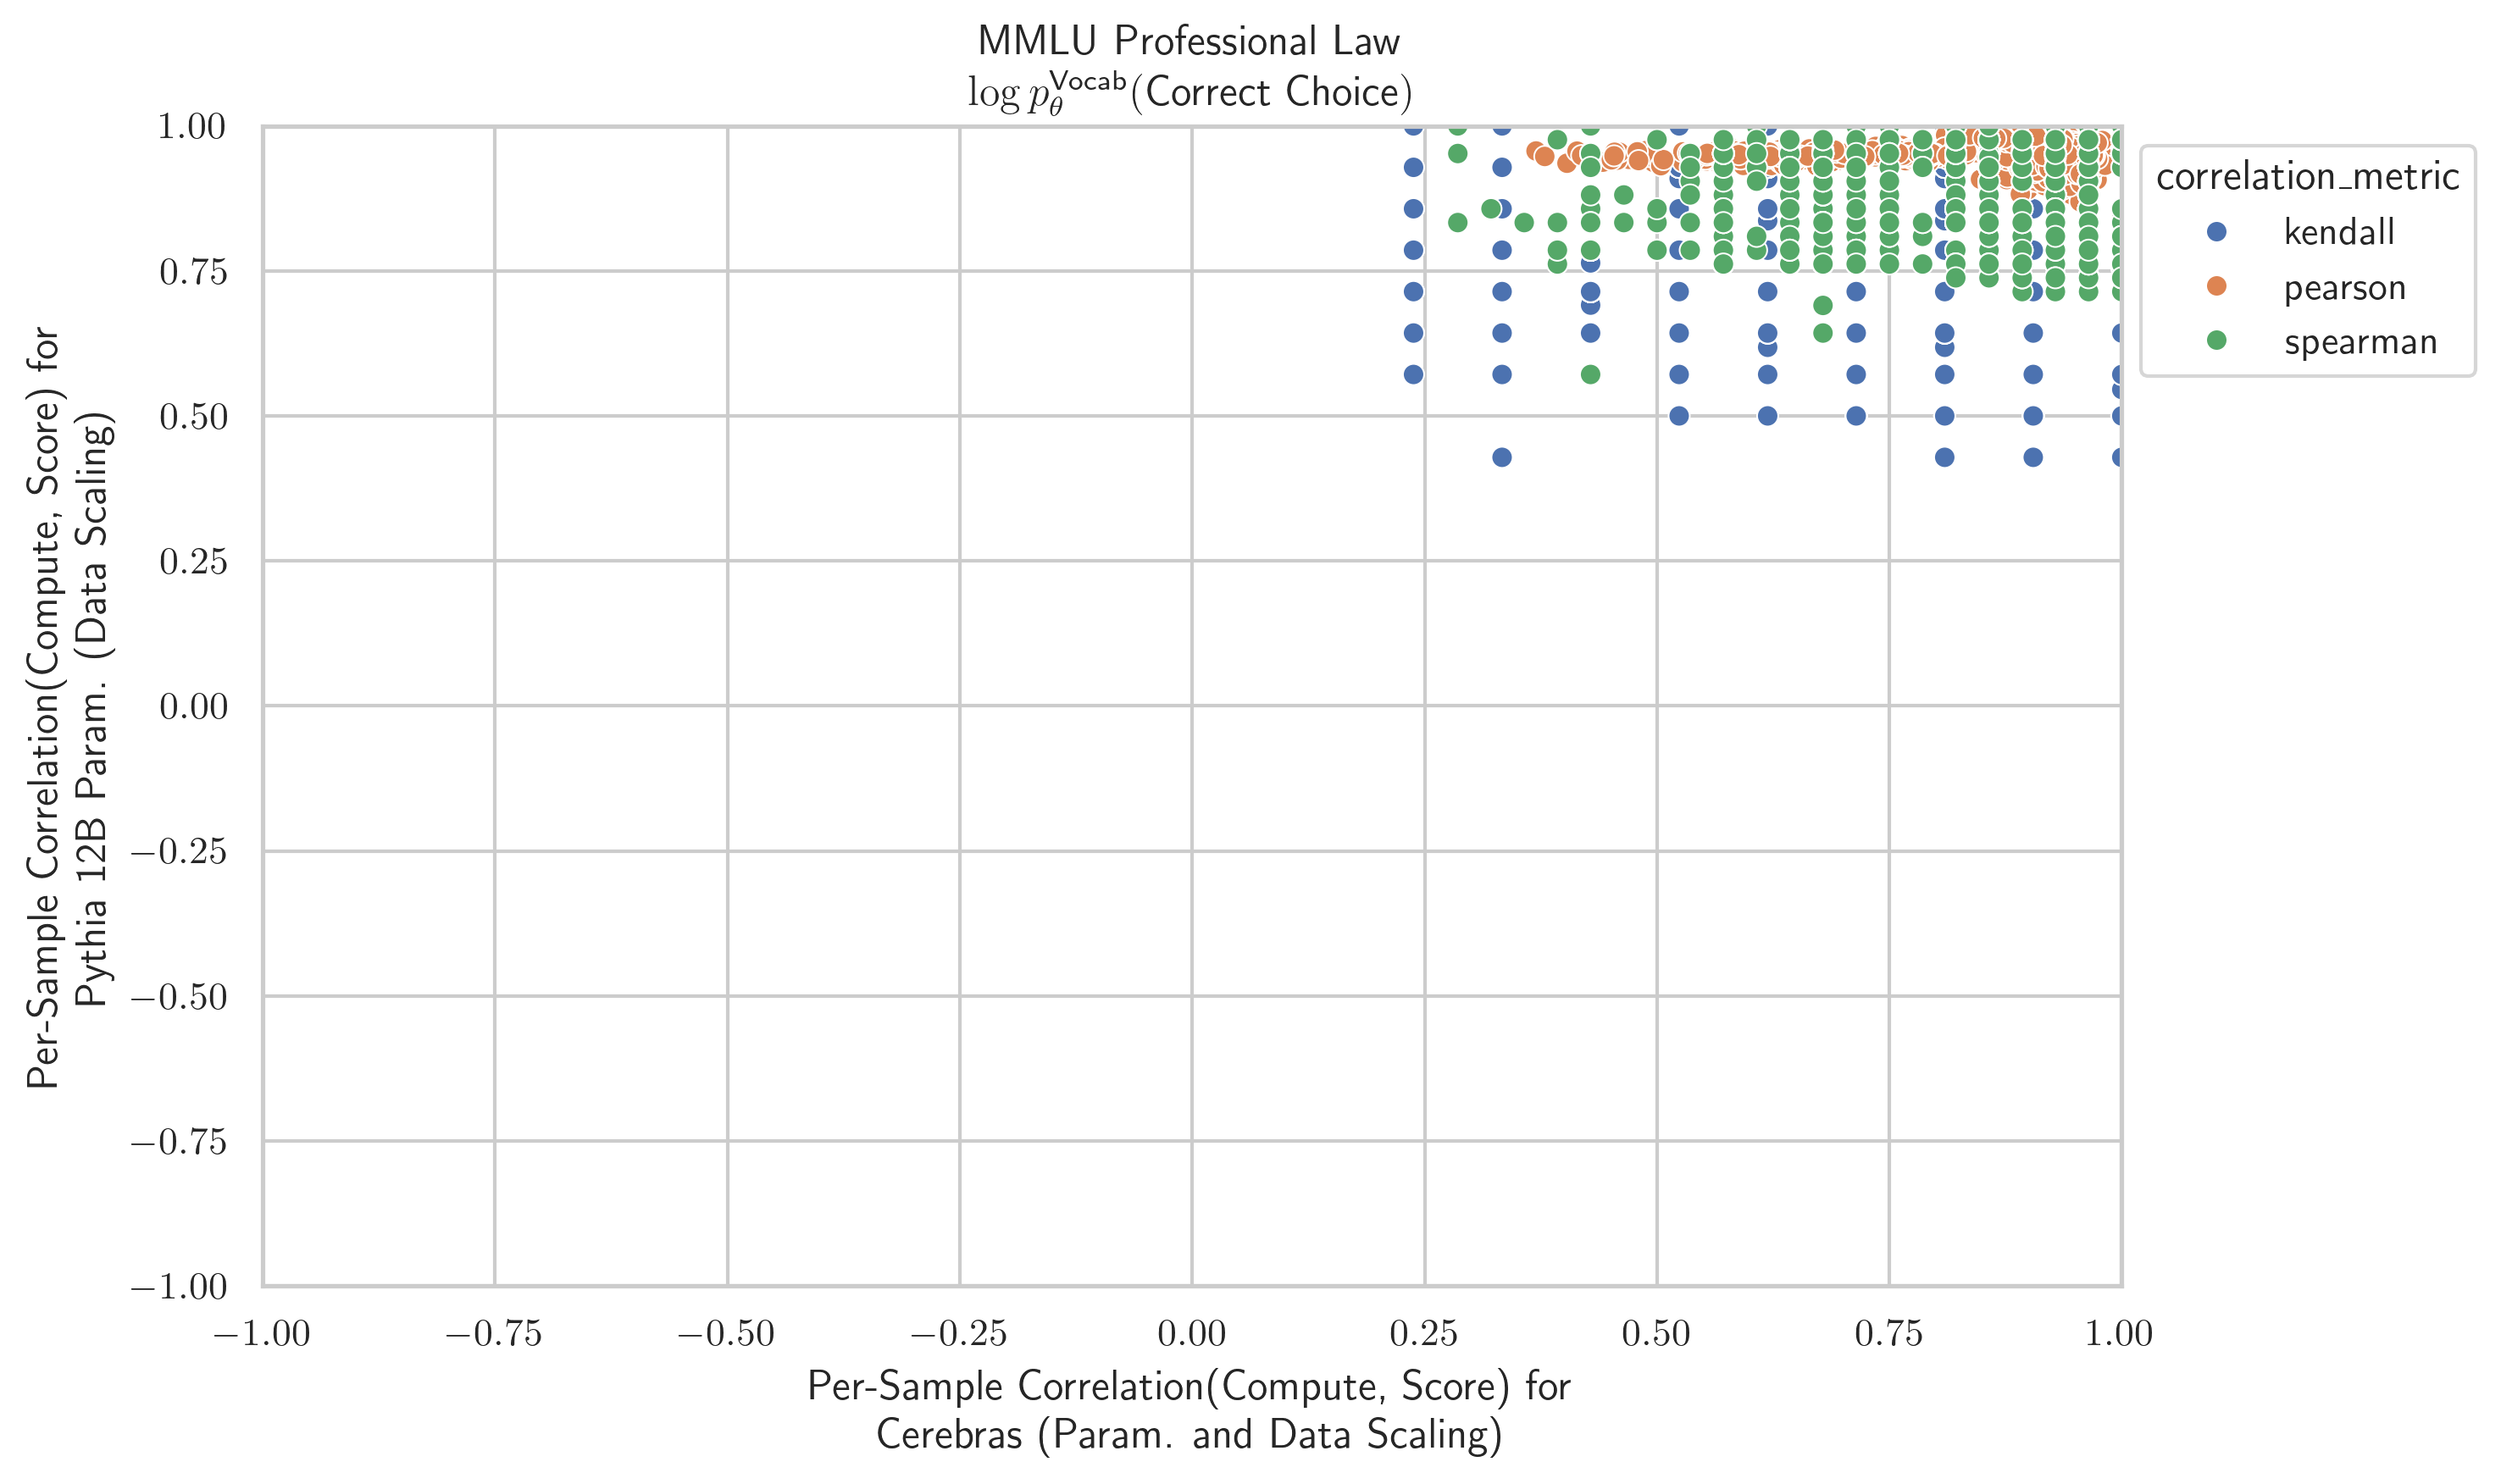 MMLU Professional Law
log p_θ^Vocab(Correct Choice)
Per-Sample Correlation(Compute, Score) for
Pythia 12B Param. (Data Scaling)
1.00
0.75
0.50
0.25
0.00
−0.25
−0.50
−0.75
−1.00
−1.00 −0.75 −0.50 −0.25 0.00 0.25 0.50 0.75 1.00
Per-Sample Correlation(Compute, Score) for
Cerebras (Param. and Data Scaling)
correlation_metric
kendall
pearson
spearman